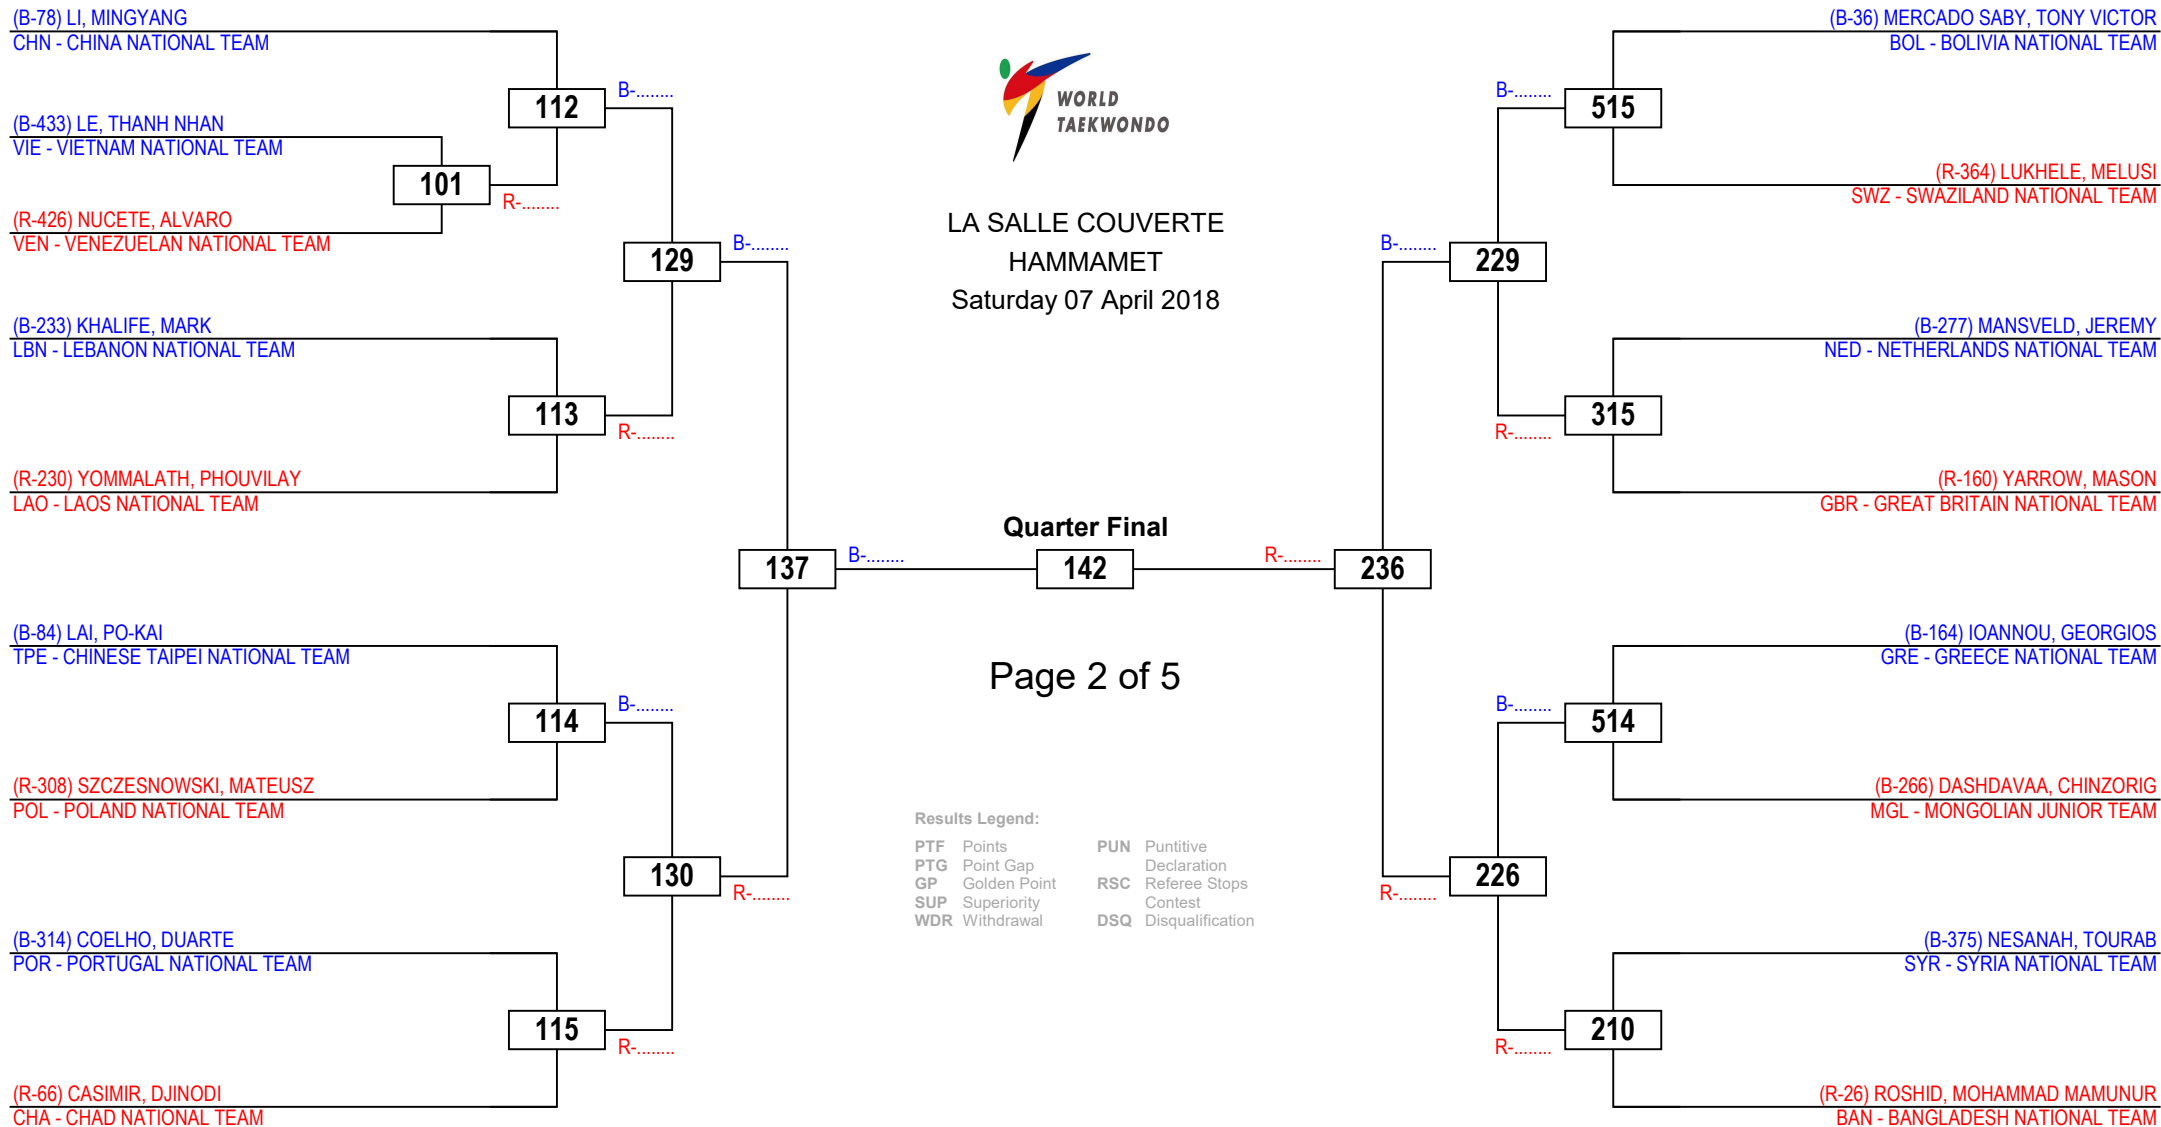 (B-78) LI, MINGYANG
CHN - CHINA NATIONAL TEAM
(B-433) LE, THANH NHAN
VIE - VIETNAM NATIONAL TEAM
(R-426) NUCETE, ALVARO
VEN - VENEZUELAN NATIONAL TEAM
(B-233) KHALIFE, MARK
LBN - LEBANON NATIONAL TEAM
(R-230) YOMMALATH, PHOUVILAY
LAO - LAOS NATIONAL TEAM
(B-84) LAI, PO-KAI
TPE - CHINESE TAIPEI NATIONAL TEAM
(R-308) SZCZESNOWSKI, MATEUSZ
POL - POLAND NATIONAL TEAM
(B-314) COELHO, DUARTE
POR - PORTUGAL NATIONAL TEAM
(R-66) CASIMIR, DJINODI
CHA - CHAD NATIONAL TEAM
101
R-........
112
B-........
113
R-........
114
B-........
115
R-........
129
B-........
130
R-........
137
B-........
WORLD
TAEKWONDO
LA SALLE COUVERTE
HAMMAMET
Saturday 07 April 2018
Quarter Final
142
Page 2 of 5
Results Legend:
PTF Points
PTG Point Gap
GP Golden Point
SUP Superiority
WDR Withdrawal
PUN Puntitive
Declaration
RSC Referee Stops
Contest
DSQ Disqualification
R-........
236
B-........
229
R-........
226
B-........
515
R-........
315
B-........
514
R-........
210
(B-36) MERCADO SABY, TONY VICTOR
BOL - BOLIVIA NATIONAL TEAM
(R-364) LUKHELE, MELUSI
SWZ - SWAZILAND NATIONAL TEAM
(B-277) MANSVELD, JEREMY
NED - NETHERLANDS NATIONAL TEAM
(R-160) YARROW, MASON
GBR - GREAT BRITAIN NATIONAL TEAM
(B-164) IOANNOU, GEORGIOS
GRE - GREECE NATIONAL TEAM
(B-266) DASHDAVAA, CHINZORIG
MGL - MONGOLIAN JUNIOR TEAM
(B-375) NESANAH, TOURAB
SYR - SYRIA NATIONAL TEAM
(R-26) ROSHID, MOHAMMAD MAMUNUR
BAN - BANGLADESH NATIONAL TEAM